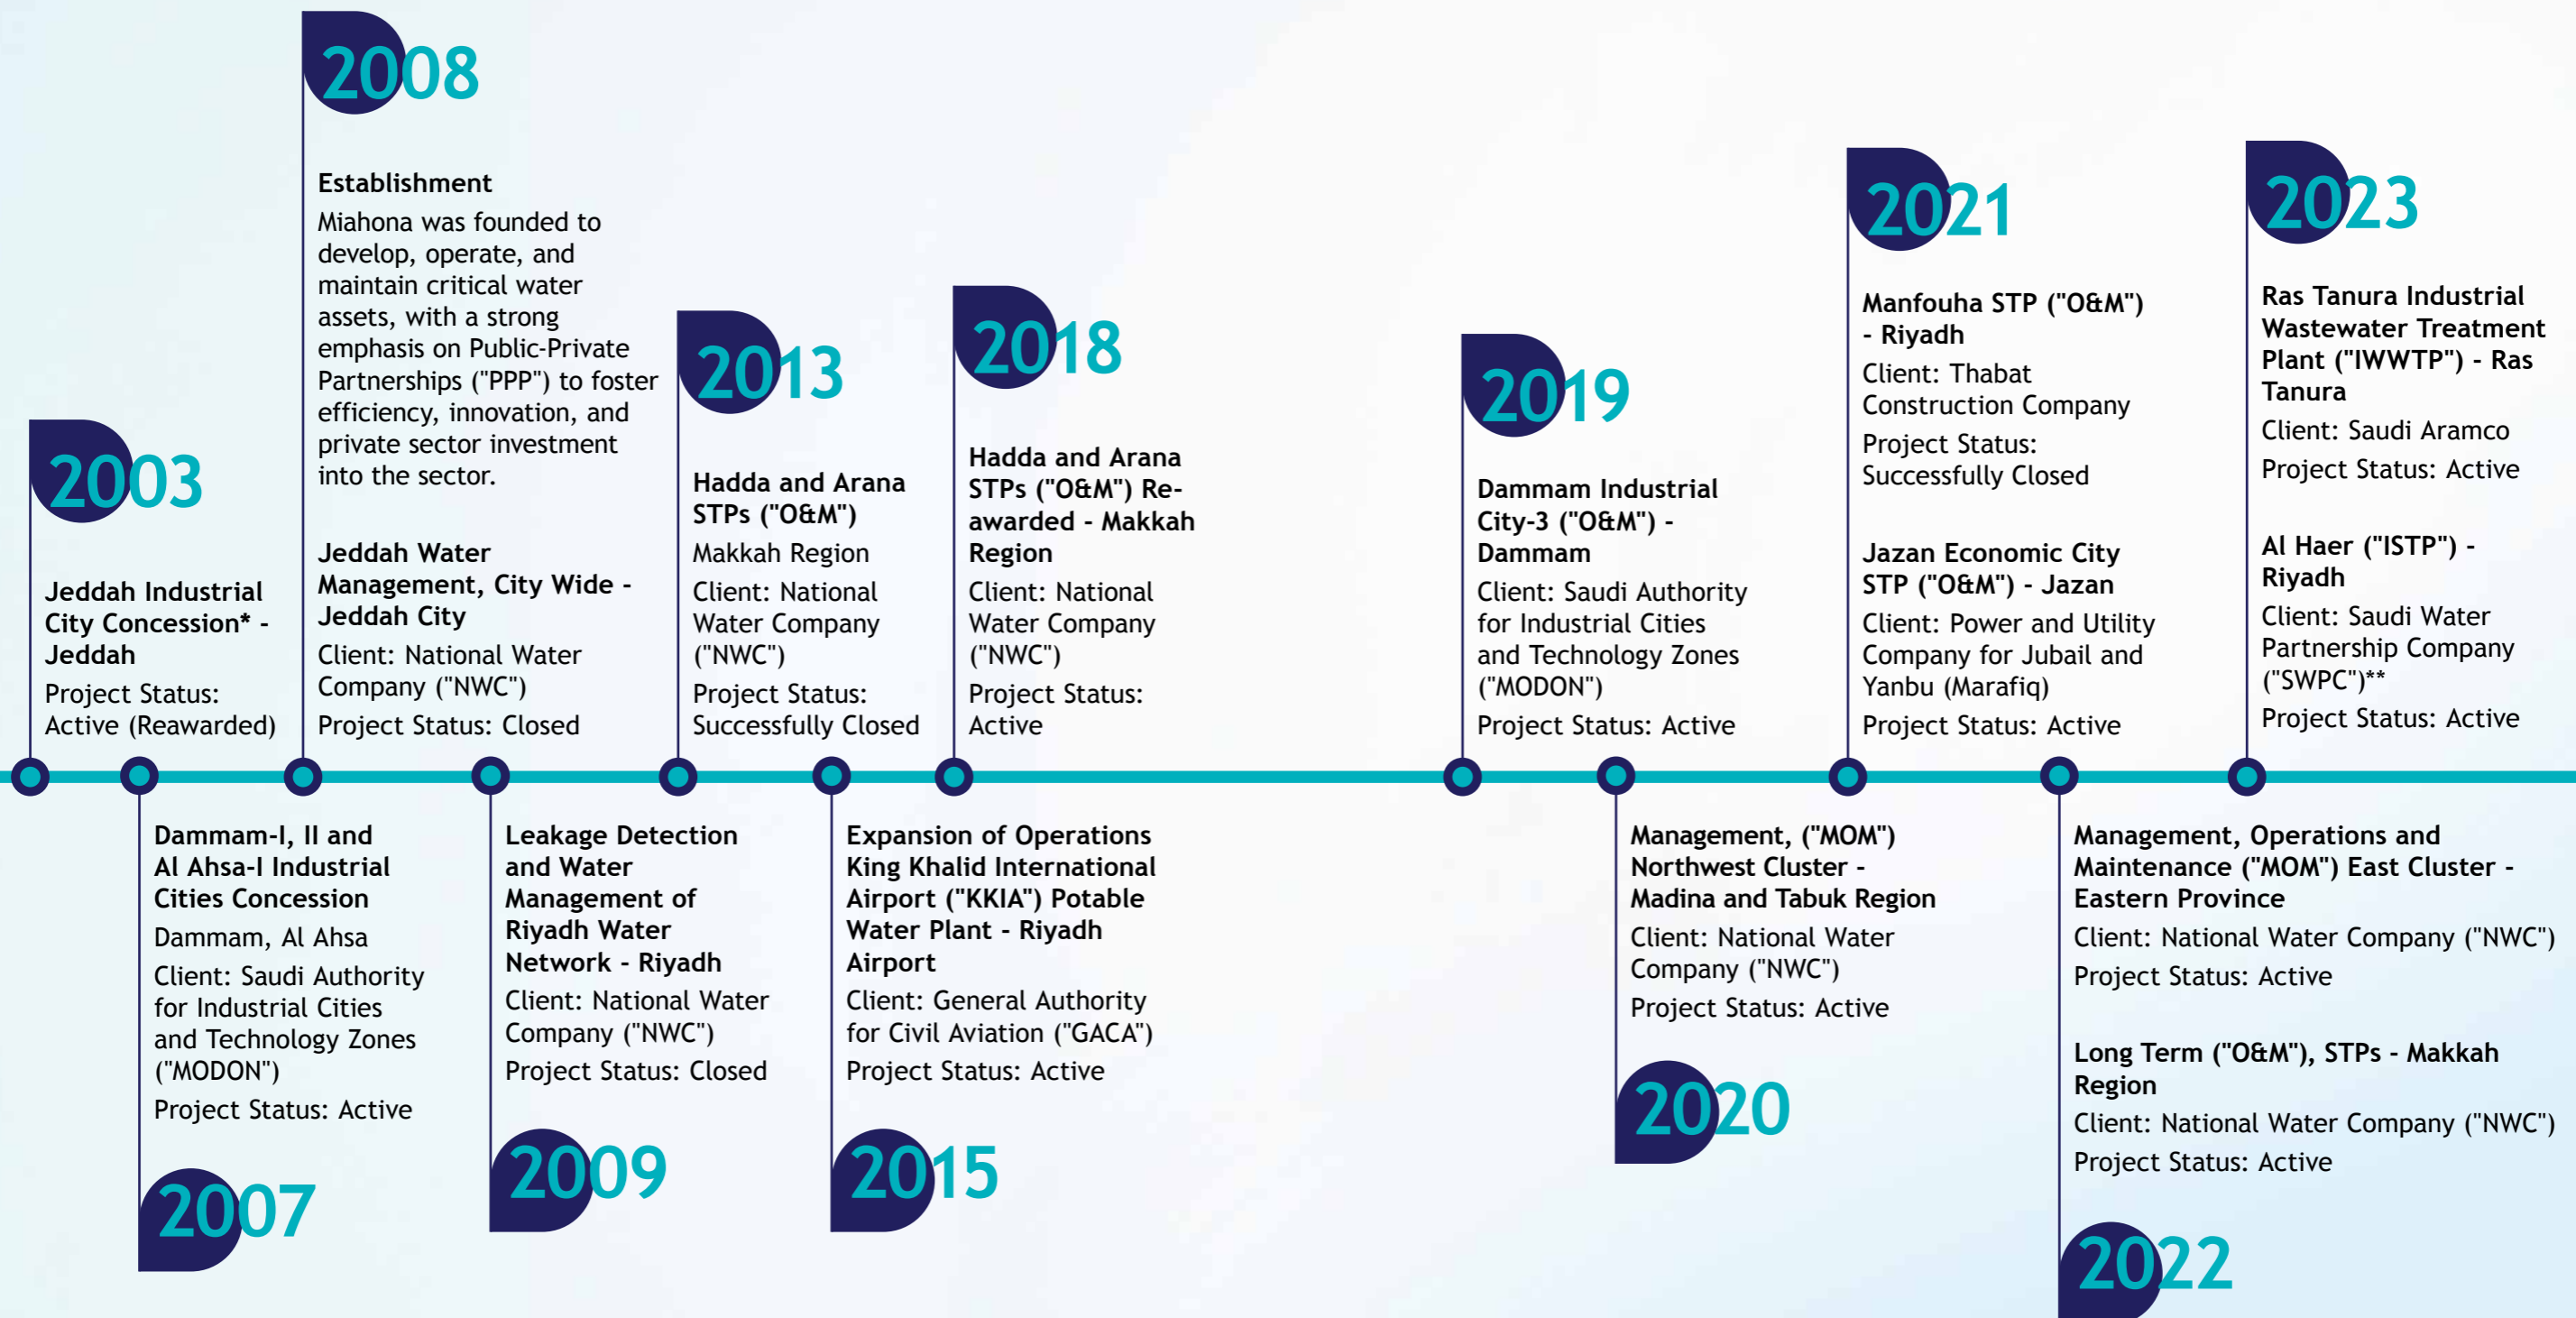 2003
Jeddah Industrial
City Concession* -
Jeddah
Project Status:
Active (Reawarded)
Dammam-I, II and
Al Ahsa-I Industrial
Cities Concession
Dammam, Al Ahsa
Client: Saudi Authority
for Industrial Cities
and Technology Zones
("MODON")
Project Status: Active
2007
2008
Establishment
Miahona was founded to
develop, operate, and
maintain critical water
assets, with a strong
emphasis on Public-Private
Partnerships ("PPP") to foster
efficiency, innovation, and
private sector investment
into the sector.
Jeddah Water
Management, City Wide -
Jeddah City
Client: National Water
Company ("NWC")
Project Status: Closed
Leakage Detection
and Water
Management of
Riyadh Water
Network - Riyadh
Client: National Water
Company ("NWC")
Project Status: Closed
2009
2013
Hadda and Arana
STPs ("O&M")
Makkah Region
Client: National
Water Company
("NWC")
Project Status:
Successfully Closed
Expansion of Operations
King Khalid International
Airport ("KKIA") Potable
Water Plant - Riyadh
Airport
Client: General Authority
for Civil Aviation ("GACA")
Project Status: Active
2015
2018
Hadda and Arana
STPs ("O&M") Re-
awarded - Makkah
Region
Client: National
Water Company
("NWC")
Project Status:
Active
2019
Dammam Industrial
City-3 ("O&M") -
Dammam
Client: Saudi Authority
for Industrial Cities
and Technology Zones
("MODON")
Project Status: Active
Management, ("MOM")
Northwest Cluster -
Madina and Tabuk Region
Client: National Water
Company ("NWC")
Project Status: Active
2020
2021
Manfouha STP ("O&M")
- Riyadh
Client: Thabat
Construction Company
Project Status:
Successfully Closed
Jazan Economic City
STP ("O&M") - Jazan
Client: Power and Utility
Company for Jubail and
Yanbu (Marafiq)
Project Status: Active
Management, Operations and
Maintenance ("MOM") East Cluster -
Eastern Province
Client: National Water Company ("NWC")
Project Status: Active
Long Term ("O&M"), STPs - Makkah
Region
Client: National Water Company ("NWC")
Project Status: Active
2022
2023
Ras Tanura Industrial
Wastewater Treatment
Plant ("IWWTP") - Ras
Tanura
Client: Saudi Aramco
Project Status: Active
Al Haer ("ISTP") -
Riyadh
Client: Saudi Water
Partnership Company
("SWPC")**
Project Status: Active